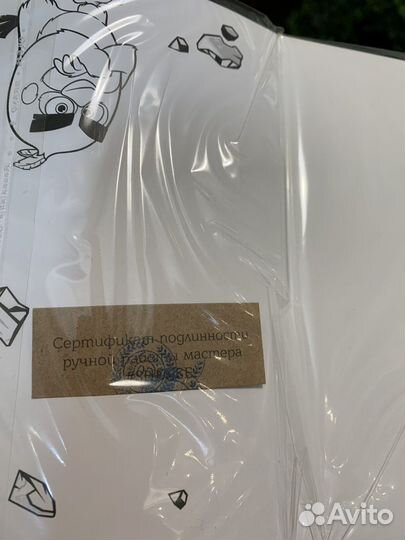 Сертификат подлинности
ручной работы мастера
Avito